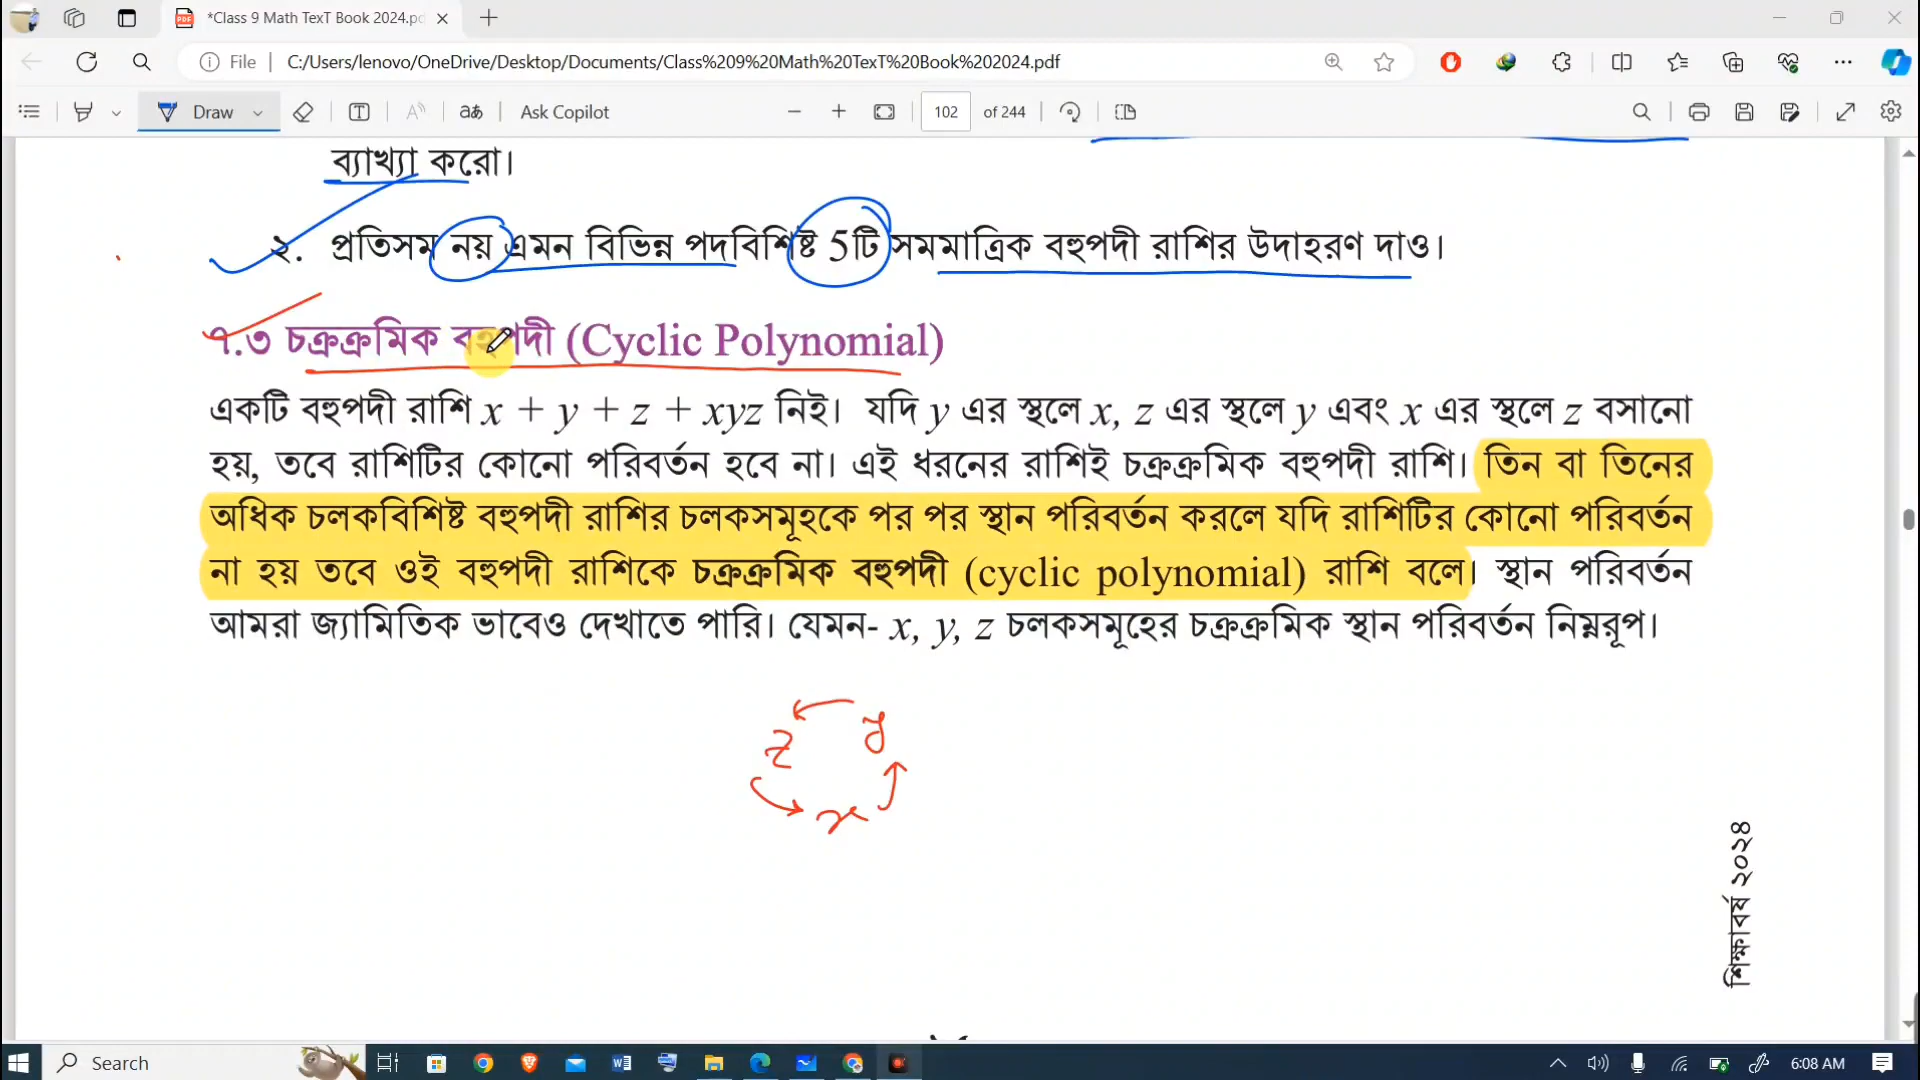 *Class 9 Math TexT Book 2024.pd
File C:/Users/lenovo/OneDrive/Desktop/Documents/Class%209%20Math%20TexT%20Book%202024.pdf
Draw T aあ Ask Copilot 102 of 244
ব্যাখ্যা করো।
২. প্রতিসম নয় এমন বিভিন্ন পদবিশিষ্ট 5টি সমমাত্রিক বহুপদী রাশির উদাহরণ দাও।
৭.৩ চক্রক্রমিক বহুপদী (Cyclic Polynomial)
একটি বহুপদী রাশি x + y + z + xyz নিই। যদি y এর স্থলে x, z এর স্থলে y এবং x এর স্থলে z বসানো
হয়, তবে রাশিটির কোনো পরিবর্তন হবে না। এই ধরনের রাশিই চক্রক্রমিক বহুপদী রাশি। তিন বা তিনের
অধিক চলকবিশিষ্ট বহুপদী রাশির চলকসমূহকে পর পর স্থান পরিবর্তন করলে যদি রাশিটির কোনো পরিবর্তন
না হয় তবে ওই বহুপদী রাশিকে চক্রক্রমিক বহুপদী (cyclic polynomial) রাশি বলে। স্থান পরিবর্তন
আমরা জ্যামিতিক ভাবেও দেখাতে পারি। যেমন- x, y, z চলকসমূহের চক্রক্রমিক স্থান পরিবর্তন নিম্নরূপ।
z y
x
শিক্ষাবর্ষ ২০২৪
Search 6:08 AM